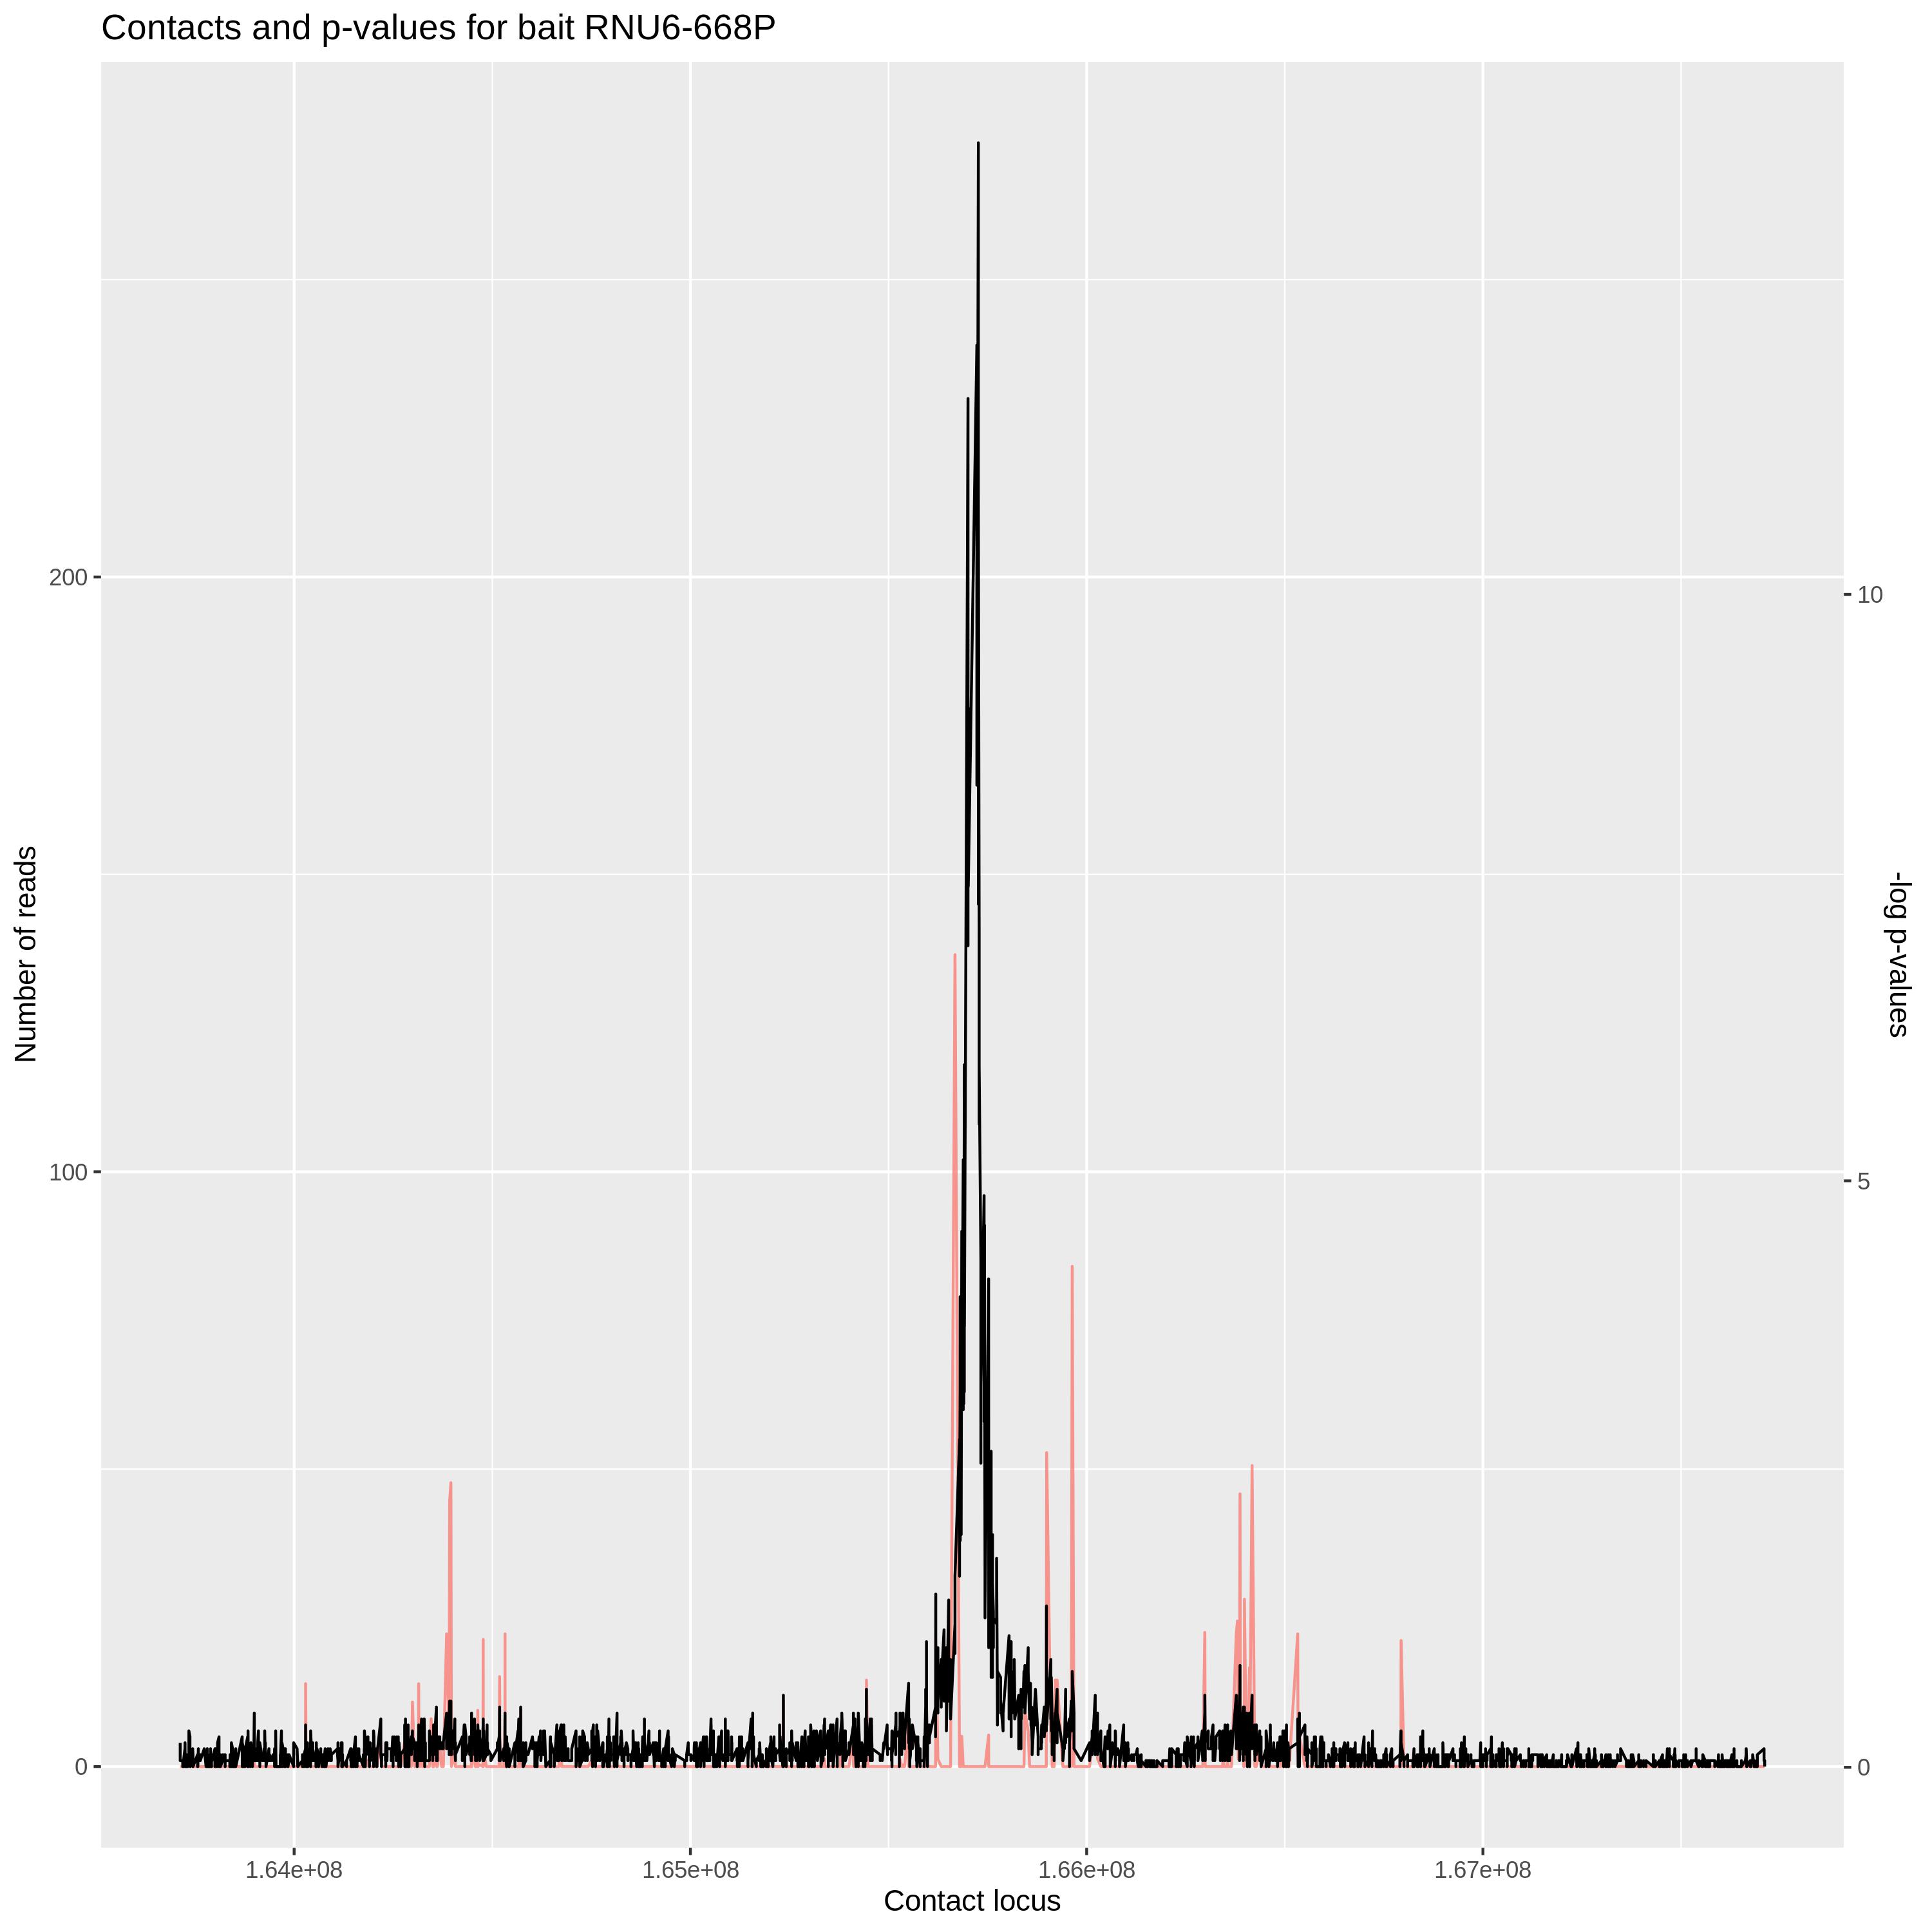 Contacts and p-values for bait RNU6-668P
200
100
0
Number of reads
10
5
0
-log p-values
1.64e+08 1.65e+08 1.66e+08 1.67e+08
Contact locus